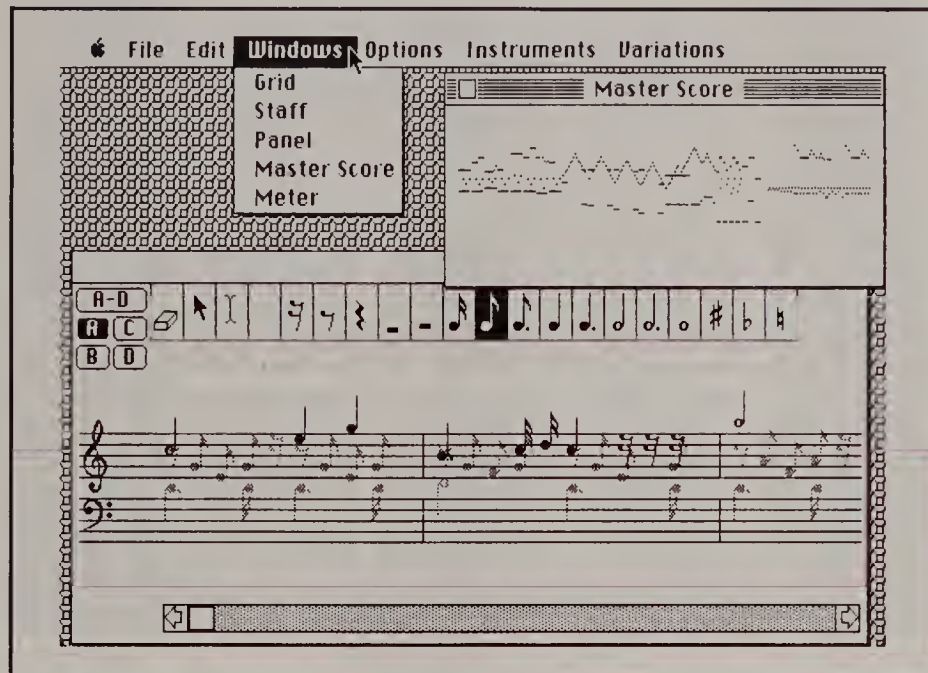 File Edit Windows Options Instruments Variations
Grid
Staff
Panel
Master Score
Meter
Master Score
A-D
A C
B D